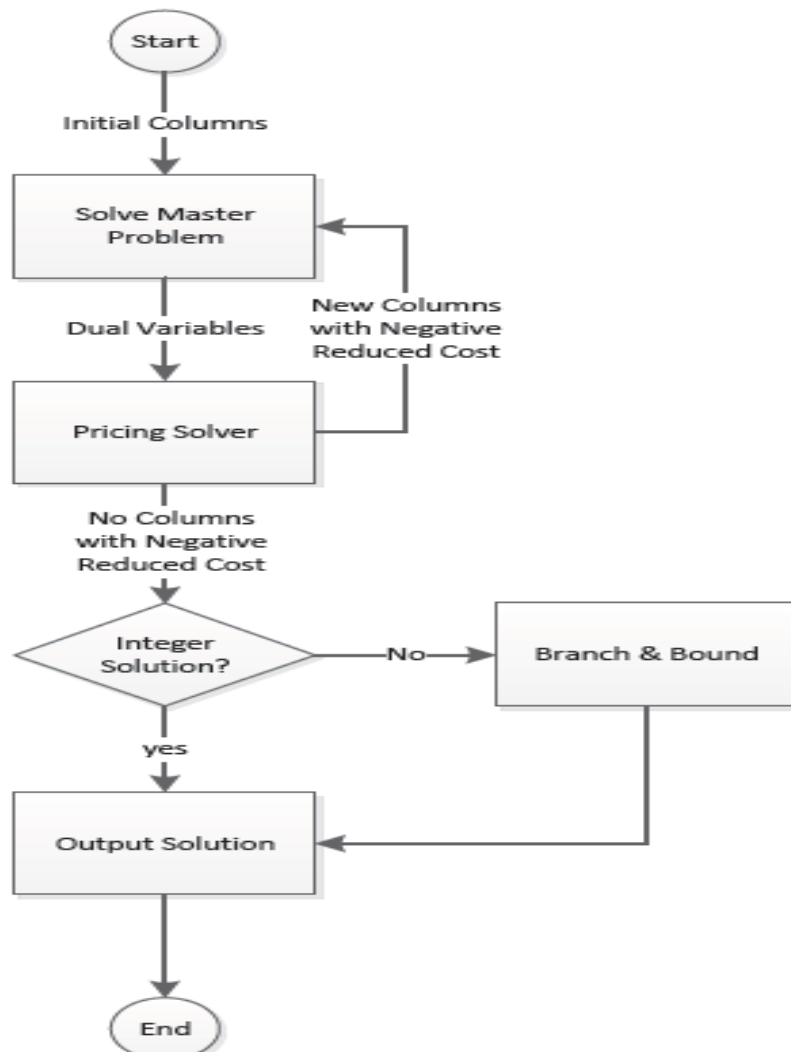 Start
Initial Columns
Solve Master
Problem
New Columns
with Negative
Reduced Cost
Dual Variables
Pricing Solver
No Columns
with Negative
Reduced Cost
Integer
Solution?
No
Branch & Bound
yes
Output Solution
End